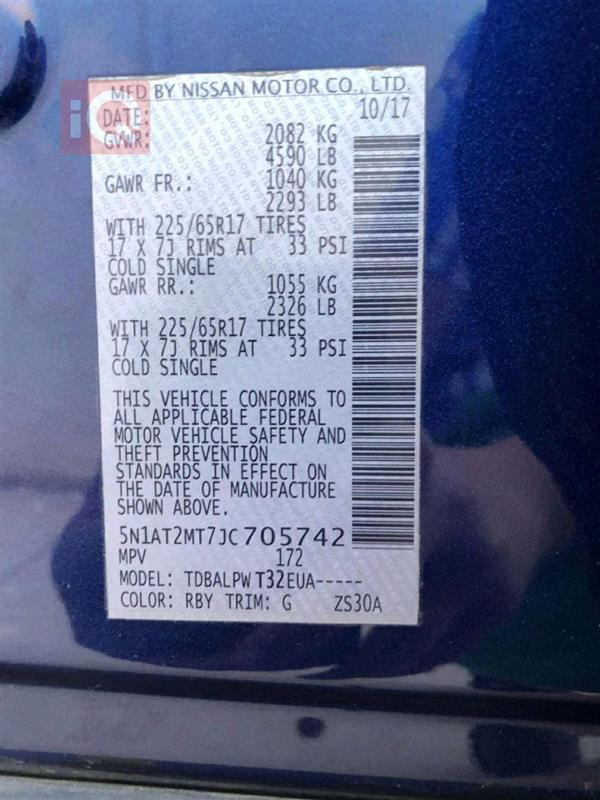 MFD BY NISSAN MOTOR CO., LTD.
DATE: 10/17
GVWR: 2082 KG
4590 LB
GAWR FR.: 1040 KG
2293 LB
WITH 225/65R17 TIRES
17 X 7J RIMS AT 33 PSI
COLD SINGLE
GAWR RR.: 1055 KG
2326 LB
WITH 225/65R17 TIRES
17 X 7J RIMS AT 33 PSI
COLD SINGLE
THIS VEHICLE CONFORMS TO
ALL APPLICABLE FEDERAL
MOTOR VEHICLE SAFETY AND
THEFT PREVENTION
STANDARDS IN EFFECT ON
THE DATE OF MANUFACTURE
SHOWN ABOVE.
5N1AT2MT7JC705742
MPV 172
MODEL: TDBALPW T32EUA-----
COLOR: RBY TRIM: G ZS30A